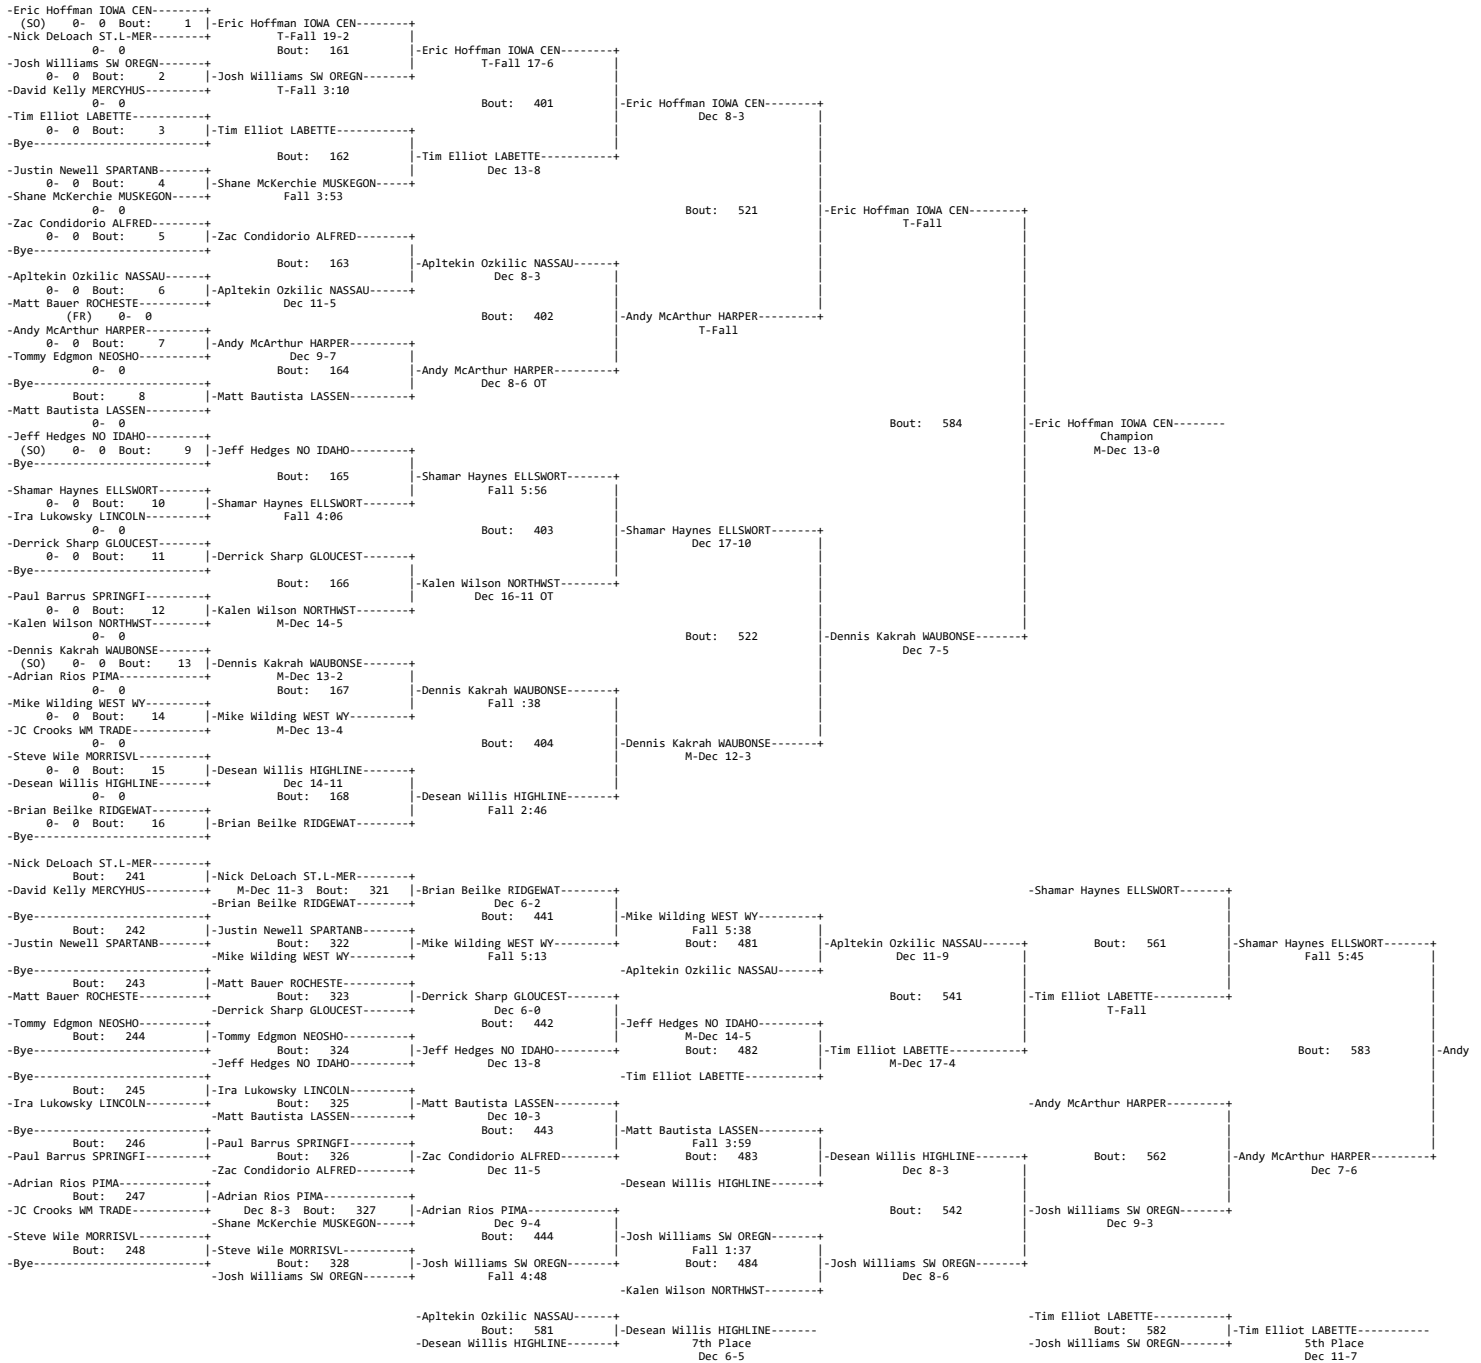 -Eric Hoffman IOWA CEN--------+
(SO) 0- 0 Bout: 1 |-Eric Hoffman IOWA CEN--------+
-Nick DeLoach ST.L-MER--------+ T-Fall 19-2 |
0- 0 Bout: 161 |-Eric Hoffman IOWA CEN--------+
-Josh Williams SW OREGN-------+ | T-Fall 17-6 |
0- 0 Bout: 2 |-Josh Williams SW OREGN-------+ |
-David Kelly MERCYHUS---------+ T-Fall 3:10 |
0- 0 Bout: 401 |-Eric Hoffman IOWA CEN--------+
-Tim Elliot LABETTE-----------+ | Dec 8-3 |
0- 0 Bout: 3 |-Tim Elliot LABETTE-----------+ | |
-Bye--------------------------+ | | |
Bout: 162 |-Tim Elliot LABETTE-----------+ |
-Justin Newell SPARTANB-------+ | Dec 13-8 |
0- 0 Bout: 4 |-Shane McKerchie MUSKEGON-----+ |
-Shane McKerchie MUSKEGON-----+ Fall 3:53 |
0- 0 Bout: 521 |-Eric Hoffman IOWA CEN--------+
-Zac Condidorio ALFRED--------+ | T-Fall |
0- 0 Bout: 5 |-Zac Condidorio ALFRED--------+ | |
-Bye--------------------------+ | | |
Bout: 163 |-Apltekin Ozkilic NASSAU------+ | |
-Apltekin Ozkilic NASSAU------+ | Dec 8-3 | | |
0- 0 Bout: 6 |-Apltekin Ozkilic NASSAU------+ | | |
-Matt Bauer ROCHESTE----------+ Dec 11-5 | | |
(FR) 0- 0 Bout: 402 |-Andy McArthur HARPER---------+ |
-Andy McArthur HARPER---------+ | T-Fall |
0- 0 Bout: 7 |-Andy McArthur HARPER---------+ | |
-Tommy Edgmon NEOSHO----------+ Dec 9-7 | | |
0- 0 Bout: 164 |-Andy McArthur HARPER---------+ |
-Bye--------------------------+ | Dec 8-6 OT |
Bout: 8 |-Matt Bautista LASSEN---------+ |
-Matt Bautista LASSEN---------+ |
0- 0 Bout: 584 |-Eric Hoffman IOWA CEN--------
-Jeff Hedges NO IDAHO---------+ | Champion
(SO) 0- 0 Bout: 9 |-Jeff Hedges NO IDAHO---------+ | M-Dec 13-0
-Bye--------------------------+ | |
Bout: 165 |-Shamar Haynes ELLSWORT-------+ |
-Shamar Haynes ELLSWORT-------+ | Fall 5:56 | |
0- 0 Bout: 10 |-Shamar Haynes ELLSWORT-------+ | |
-Ira Lukowsky LINCOLN---------+ Fall 4:06 | |
0- 0 Bout: 403 |-Shamar Haynes ELLSWORT-------+ |
-Derrick Sharp GLOUCEST-------+ | Dec 17-10 | |
0- 0 Bout: 11 |-Derrick Sharp GLOUCEST-------+ | | |
-Bye--------------------------+ | | | |
Bout: 166 |-Kalen Wilson NORTHWST--------+ | |
-Paul Barrus SPRINGFI---------+ | Dec 16-11 OT | |
0- 0 Bout: 12 |-Kalen Wilson NORTHWST--------+ | |
-Kalen Wilson NORTHWST--------+ M-Dec 14-5 | |
0- 0 Bout: 522 |-Dennis Kakrah WAUBONSE-------+
-Dennis Kakrah WAUBONSE-------+ | Dec 7-5
(SO) 0- 0 Bout: 13 |-Dennis Kakrah WAUBONSE-------+ |
-Adrian Rios PIMA-------------+ M-Dec 13-2 | |
0- 0 Bout: 167 |-Dennis Kakrah WAUBONSE-------+ |
-Mike Wilding WEST WY---------+ | Fall :38 | |
0- 0 Bout: 14 |-Mike Wilding WEST WY---------+ | |
-JC Crooks WM TRADE-----------+ M-Dec 13-4 | |
0- 0 Bout: 404 |-Dennis Kakrah WAUBONSE-------+
-Steve Wile MORRISVL----------+ | M-Dec 12-3
0- 0 Bout: 15 |-Desean Willis HIGHLINE-------+ |
-Desean Willis HIGHLINE-------+ Dec 14-11 | |
0- 0 Bout: 168 |-Desean Willis HIGHLINE-------+
-Brian Beilke RIDGEWAT--------+ | Fall 2:46
0- 0 Bout: 16 |-Brian Beilke RIDGEWAT--------+
-Bye--------------------------+
-Nick DeLoach ST.L-MER--------+
Bout: 241 |-Nick DeLoach ST.L-MER--------+
-David Kelly MERCYHUS---------+ M-Dec 11-3 Bout: 321 |-Brian Beilke RIDGEWAT--------+ -Shamar Haynes ELLSWORT-------+
-Brian Beilke RIDGEWAT--------+ Dec 6-2 | |
-Bye--------------------------+ Bout: 441 |-Mike Wilding WEST WY---------+ |
Bout: 242 |-Justin Newell SPARTANB-------+ | Fall 5:38 | |
-Justin Newell SPARTANB-------+ Bout: 322 |-Mike Wilding WEST WY---------+ Bout: 481 |-Apltekin Ozkilic NASSAU------+ Bout: 561 |-Shamar Haynes ELLSWORT-------+
-Mike Wilding WEST WY---------+ Fall 5:13 | Dec 11-9 | | Fall 5:45 |
-Bye--------------------------+ -Apltekin Ozkilic NASSAU------+ | | |
Bout: 243 |-Matt Bauer ROCHESTE----------+ | | |
-Matt Bauer ROCHESTE----------+ Bout: 323 |-Derrick Sharp GLOUCEST-------+ Bout: 541 |-Tim Elliot LABETTE-----------+ |
-Derrick Sharp GLOUCEST-------+ Dec 6-0 | | T-Fall |
-Tommy Edgmon NEOSHO----------+ Bout: 442 |-Jeff Hedges NO IDAHO---------+ | |
Bout: 244 |-Tommy Edgmon NEOSHO----------+ | M-Dec 14-5 | | |
-Bye--------------------------+ Bout: 324 |-Jeff Hedges NO IDAHO---------+ Bout: 482 |-Tim Elliot LABETTE-----------+ Bout: 583 |-Andy
-Jeff Hedges NO IDAHO---------+ Dec 13-8 | M-Dec 17-4 |
-Bye--------------------------+ -Tim Elliot LABETTE-----------+ |
Bout: 245 |-Ira Lukowsky LINCOLN---------+ |
-Ira Lukowsky LINCOLN---------+ Bout: 325 |-Matt Bautista LASSEN---------+ -Andy McArthur HARPER---------+ |
-Matt Bautista LASSEN---------+ Dec 10-3 | | |
-Bye--------------------------+ Bout: 443 |-Matt Bautista LASSEN---------+ | |
Bout: 246 |-Paul Barrus SPRINGFI---------+ | Fall 3:59 | | |
-Paul Barrus SPRINGFI---------+ Bout: 326 |-Zac Condidorio ALFRED--------+ Bout: 483 |-Desean Willis HIGHLINE-------+ Bout: 562 |-Andy McArthur HARPER---------+
-Zac Condidorio ALFRED--------+ Dec 11-5 | Dec 8-3 | | Dec 7-6
-Adrian Rios PIMA-------------+ -Desean Willis HIGHLINE-------+ | |
Bout: 247 |-Adrian Rios PIMA-------------+ | |
-JC Crooks WM TRADE-----------+ Dec 8-3 Bout: 327 |-Adrian Rios PIMA-------------+ Bout: 542 |-Josh Williams SW OREGN-------+
-Shane McKerchie MUSKEGON-----+ Dec 9-4 | | Dec 9-3
-Steve Wile MORRISVL----------+ Bout: 444 |-Josh Williams SW OREGN-------+ |
Bout: 248 |-Steve Wile MORRISVL----------+ | Fall 1:37 | |
-Bye--------------------------+ Bout: 328 |-Josh Williams SW OREGN-------+ Bout: 484 |-Josh Williams SW OREGN-------+
-Josh Williams SW OREGN-------+ Fall 4:48 | Dec 8-6
-Kalen Wilson NORTHWST--------+
-Apltekin Ozkilic NASSAU------+ -Tim Elliot LABETTE-----------+
Bout: 581 |-Desean Willis HIGHLINE------- Bout: 582 |-Tim Elliot LABETTE-----------
-Desean Willis HIGHLINE-------+ 7th Place -Josh Williams SW OREGN-------+ 5th Place
Dec 6-5 Dec 11-7